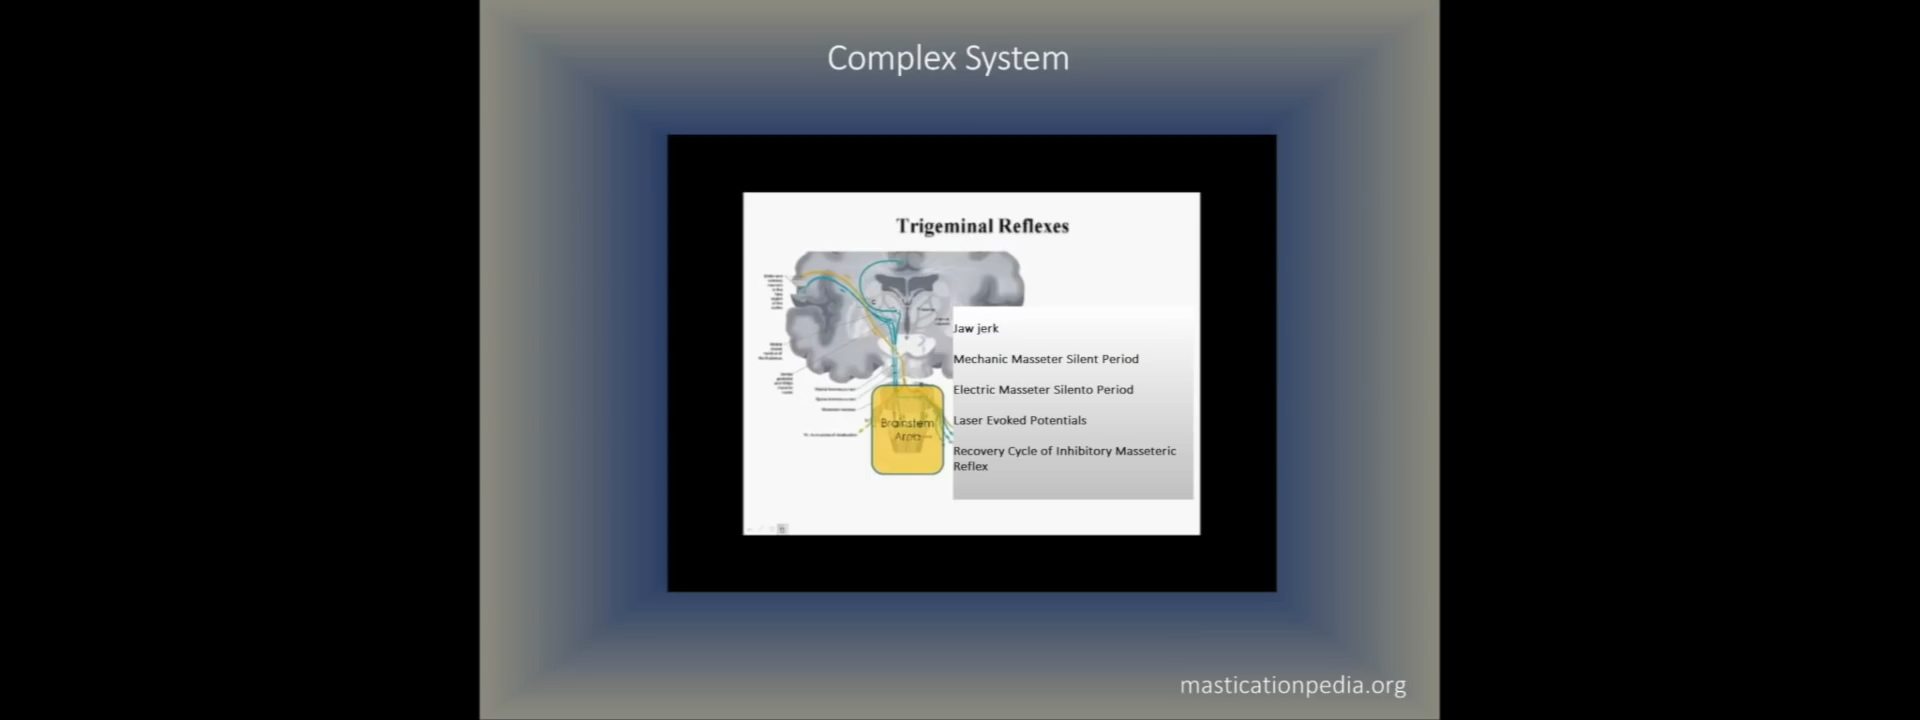 Complex System
Trigeminal Reflexes
Jaw jerk
Mechanic Masseter Silent Period
Electric Masseter Silento Period
Laser Evoked Potentials
Recovery Cycle of Inhibitory Masseteric
Reflex
Brainstem
Area
masticationpedia.org